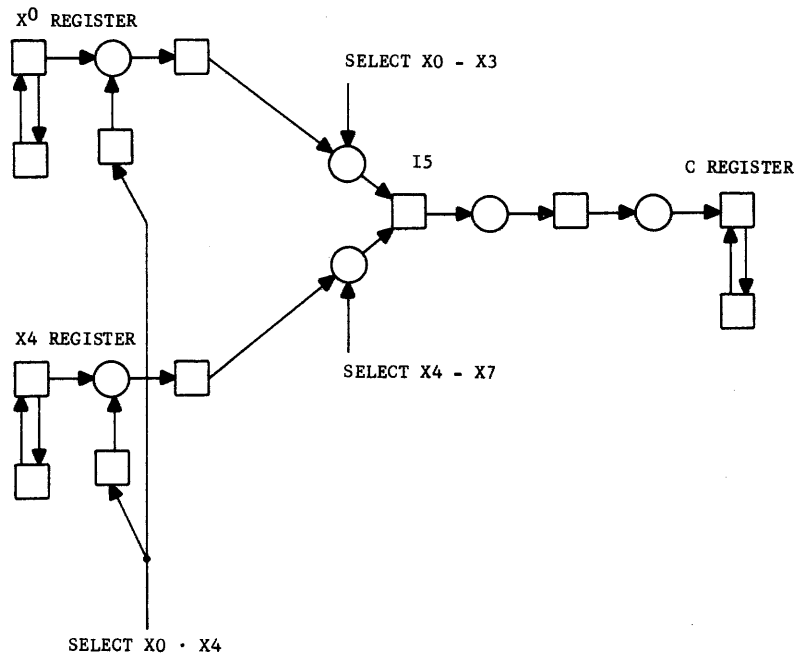 X0 REGISTER
SELECT X0 - X3
I5
C REGISTER
X4 REGISTER
SELECT X4 - X7
SELECT X0 · X4